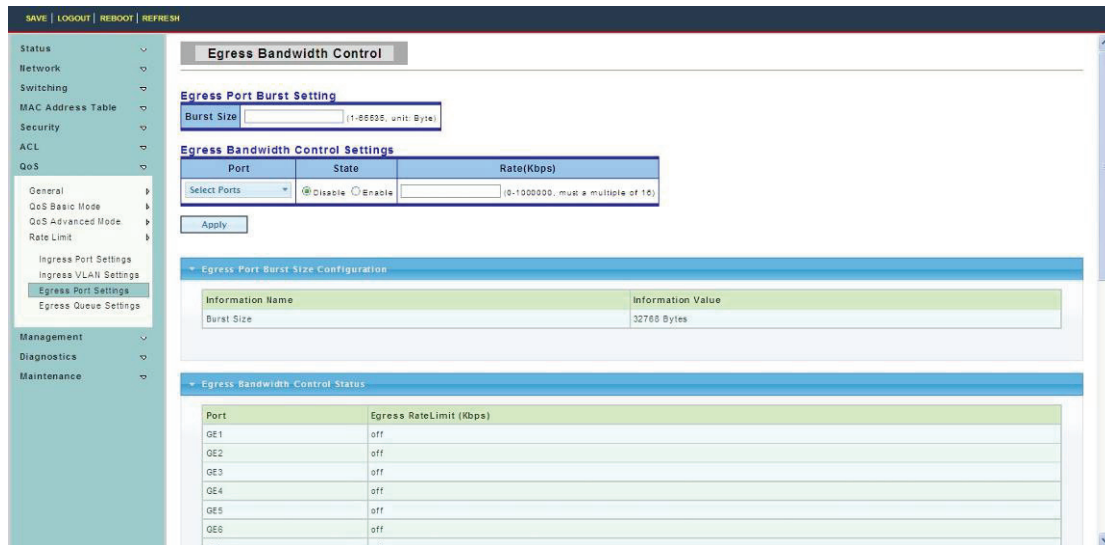 SAVE | LOGOUT | REBOOT | REFRESH
Status
Network
Switching
MAC Address Table
Security
ACL
QoS
General
QoS Basic Mode
QoS Advanced Mode
Rate Limit
Ingress Port Settings
Ingress VLAN Settings
Egress Port Settings
Egress Queue Settings
Management
Diagnostics
Maintenance
Egress Bandwidth Control
Egress Port Burst Setting
Burst Size (1-65535, unit: Byte)
Egress Bandwidth Control Settings
Port State Rate(Kbps)
Select Ports Disable Enable (0-1000000, must a multiple of 16)
Apply
Egress Port Burst Size Configuration
Information Name Information Value
Burst Size 32768 Bytes
Egress Bandwidth Control Status
Port Egress RateLimit (Kbps)
GE1 off
GE2 off
GE3 off
GE4 off
GE5 off
GE6 off